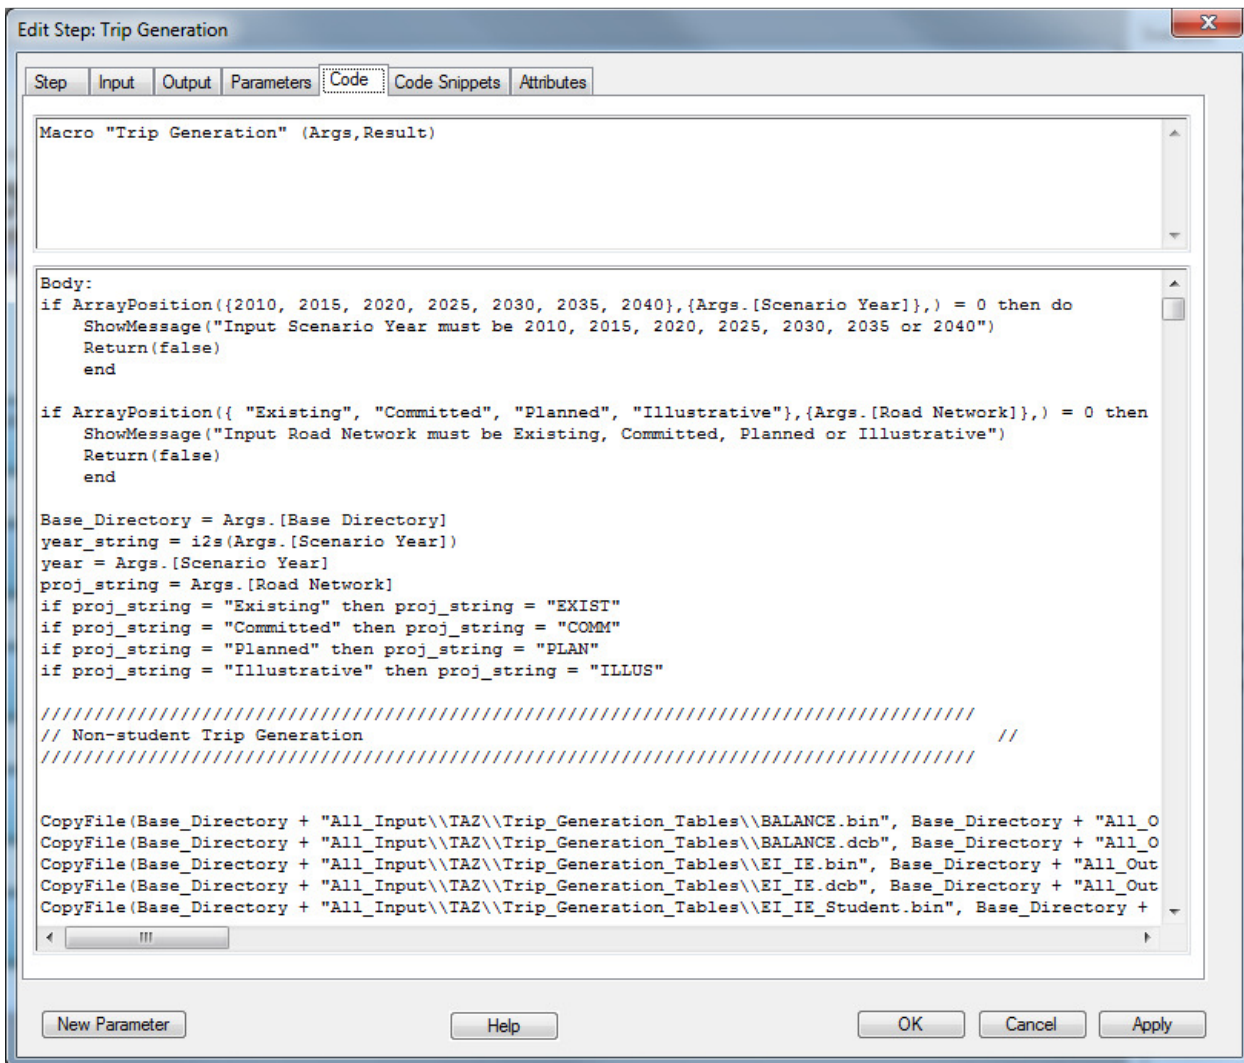 Edit Step: Trip Generation
x
Step Input Output Parameters Code Code Snippets Attributes
Macro "Trip Generation" (Args,Result)
Body:
if ArrayPosition({2010, 2015, 2020, 2025, 2030, 2035, 2040},{Args.[Scenario Year]},) = 0 then do
    ShowMessage("Input Scenario Year must be 2010, 2015, 2020, 2025, 2030, 2035 or 2040")
    Return(false)
    end
if ArrayPosition({ "Existing", "Committed", "Planned", "Illustrative"},{Args.[Road Network]},) = 0 then
    ShowMessage("Input Road Network must be Existing, Committed, Planned or Illustrative")
    Return(false)
    end
Base_Directory = Args.[Base Directory]
year_string = i2s(Args.[Scenario Year])
year = Args.[Scenario Year]
proj_string = Args.[Road Network]
if proj_string = "Existing" then proj_string = "EXIST"
if proj_string = "Committed" then proj_string = "COMM"
if proj_string = "Planned" then proj_string = "PLAN"
if proj_string = "Illustrative" then proj_string = "ILLUS"
///////////////////////////////////////////////////////////////////////////////////////
// Non-student Trip Generation                                                           //
///////////////////////////////////////////////////////////////////////////////////////
CopyFile(Base_Directory + "All_Input\\TAZ\\Trip_Generation_Tables\\BALANCE.bin", Base_Directory + "All_O
CopyFile(Base_Directory + "All_Input\\TAZ\\Trip_Generation_Tables\\BALANCE.dcb", Base_Directory + "All_O
CopyFile(Base_Directory + "All_Input\\TAZ\\Trip_Generation_Tables\\EI_IE.bin", Base_Directory + "All_Out
CopyFile(Base_Directory + "All_Input\\TAZ\\Trip_Generation_Tables\\EI_IE.dcb", Base_Directory + "All_Out
CopyFile(Base_Directory + "All_Input\\TAZ\\Trip_Generation_Tables\\EI_IE_Student.bin", Base_Directory +
New Parameter Help OK Cancel Apply